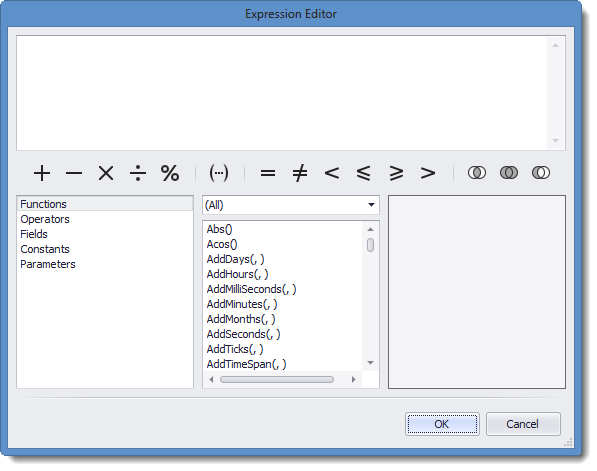 Expression Editor
+ − × ÷ % (···) = ≠ < ⩽ ⩾ >
Functions
Operators
Fields
Constants
Parameters
(All)
Abs()
Acos()
AddDays(, )
AddHours(, )
AddMilliSeconds(, )
AddMinutes(, )
AddMonths(, )
AddSeconds(, )
AddTicks(, )
AddTimeSpan(, )
OK Cancel